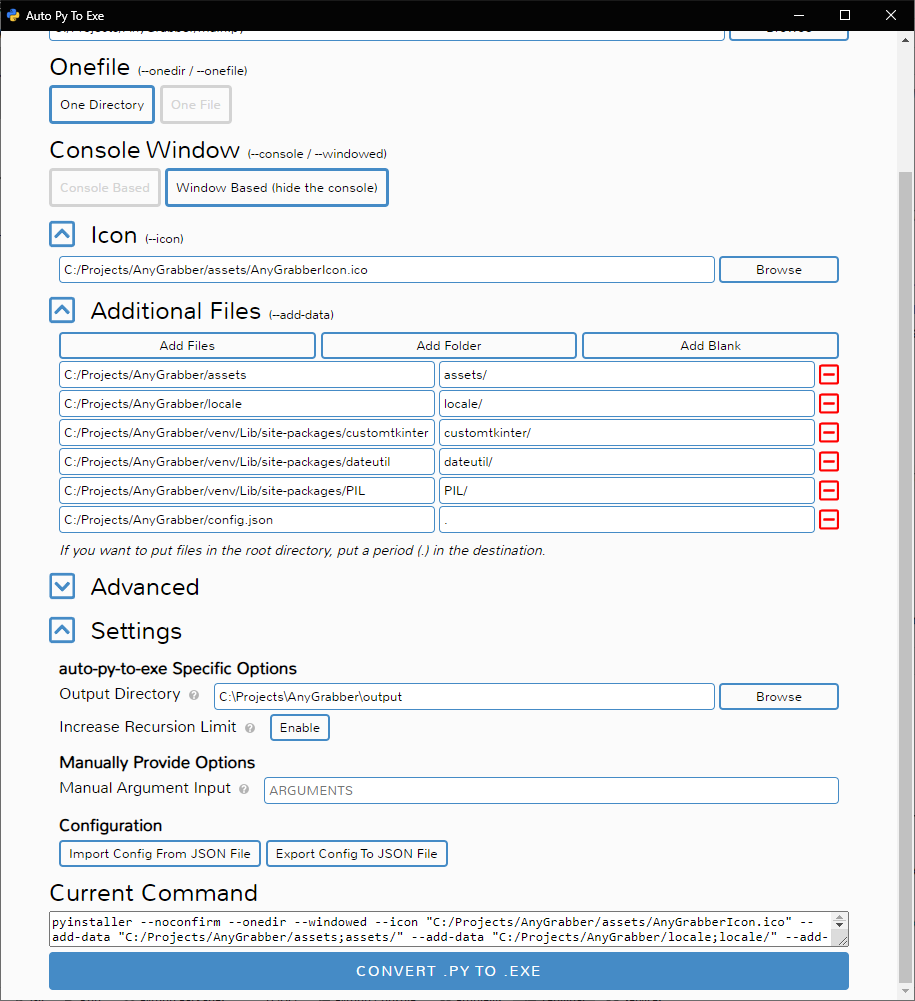 Auto Py To Exe
Onefile (--onedir / --onefile)
One Directory One File
Console Window (--console / --windowed)
Console Based Window Based (hide the console)
Icon (--icon)
C:/Projects/AnyGrabber/assets/AnyGrabberIcon.ico Browse
Additional Files (--add-data)
Add Files Add Folder Add Blank
C:/Projects/AnyGrabber/assets assets/
C:/Projects/AnyGrabber/locale locale/
C:/Projects/AnyGrabber/venv/Lib/site-packages/customtkinter customtkinter/
C:/Projects/AnyGrabber/venv/Lib/site-packages/dateutil dateutil/
C:/Projects/AnyGrabber/venv/Lib/site-packages/PIL PIL/
C:/Projects/AnyGrabber/config.json .
If you want to put files in the root directory, put a period (.) in the destination.
Advanced
Settings
auto-py-to-exe Specific Options
Output Directory ? C:\Projects\AnyGrabber\output Browse
Increase Recursion Limit ? Enable
Manually Provide Options
Manual Argument Input ? ARGUMENTS
Configuration
Import Config From JSON File Export Config To JSON File
Current Command
pyinstaller --noconfirm --onedir --windowed --icon "C:/Projects/AnyGrabber/assets/AnyGrabberIcon.ico" --
add-data "C:/Projects/AnyGrabber/assets;assets/" --add-data "C:/Projects/AnyGrabber/locale;locale/" --add-
CONVERT .PY TO .EXE